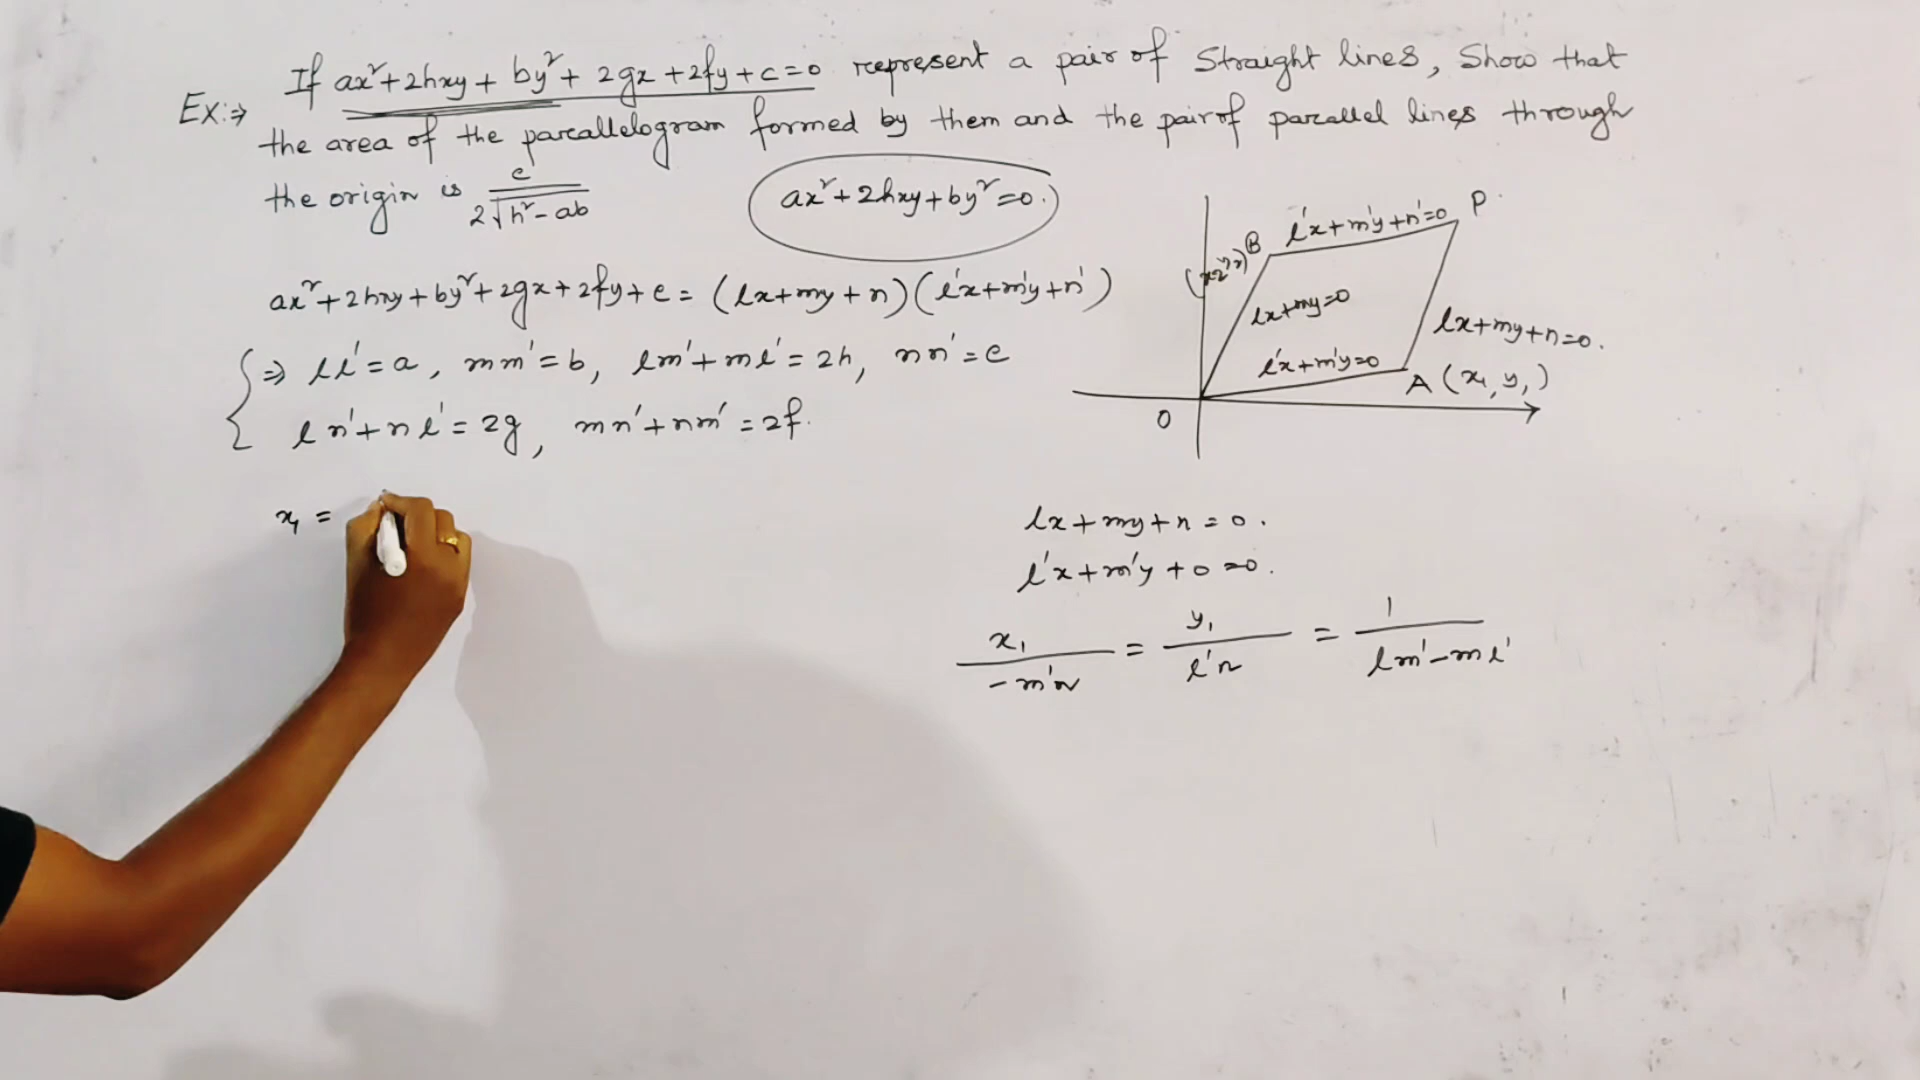 If ax²+2hxy+by²+2gx+2fy+c=0 represent a pair of Straight lines, Show that
Ex:→ the area of the parallelogram formed by them and the pair of parallel lines through
the origin is c/(2√(h²-ab))
ax²+2hxy+by²=0.
ax²+2hxy+by²+2gx+2fy+c = (lx+my+n)(l'x+m'y+n')
⇒ ll'=a, mm'=b, lm'+ml'=2h, nn'=c
ln'+nl'=2g, mn'+nm'=2f.
B
l'x+m'y+n'=0
P.
lx+my=0
lx+my+n=0.
l'x+m'y=0
A(x₁, y₁)
O
x₁ =
lx+my+n=0.
l'x+m'y+0=0.
x₁/(-m'n) = y₁/(l'n) = 1/(lm'-ml')